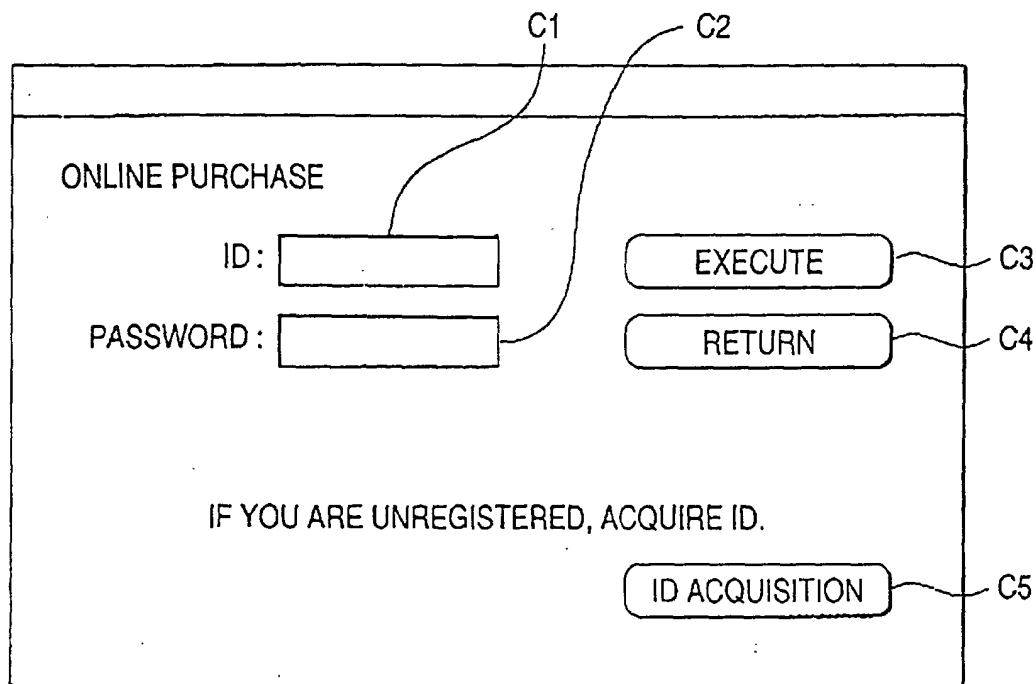 C1 C2
ONLINE PURCHASE
ID : EXECUTE C3
PASSWORD : RETURN C4
IF YOU ARE UNREGISTERED, ACQUIRE ID.
ID ACQUISITION C5